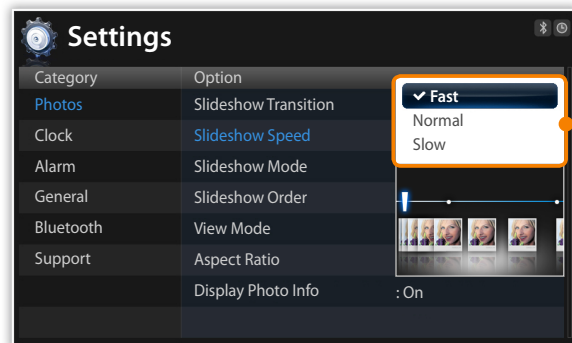 Settings
Category Option
Photos Slideshow Transition ✔ Fast
Clock Slideshow Speed Normal
Alarm Slideshow Mode Slow
General Slideshow Order
Bluetooth View Mode
Support Aspect Ratio
Display Photo Info : On